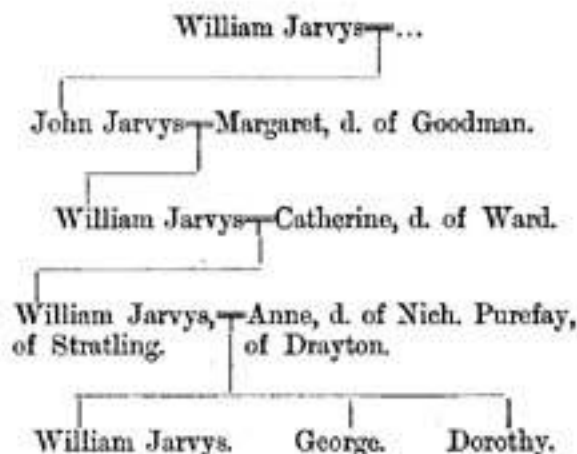 William Jarvys ...
John Jarvys Margaret, d. of Goodman.
William Jarvys Catherine, d. of Ward.
William Jarvys, Anne, d. of Nich. Purefay,
of Stratling. of Drayton.
William Jarvys. George. Dorothy.